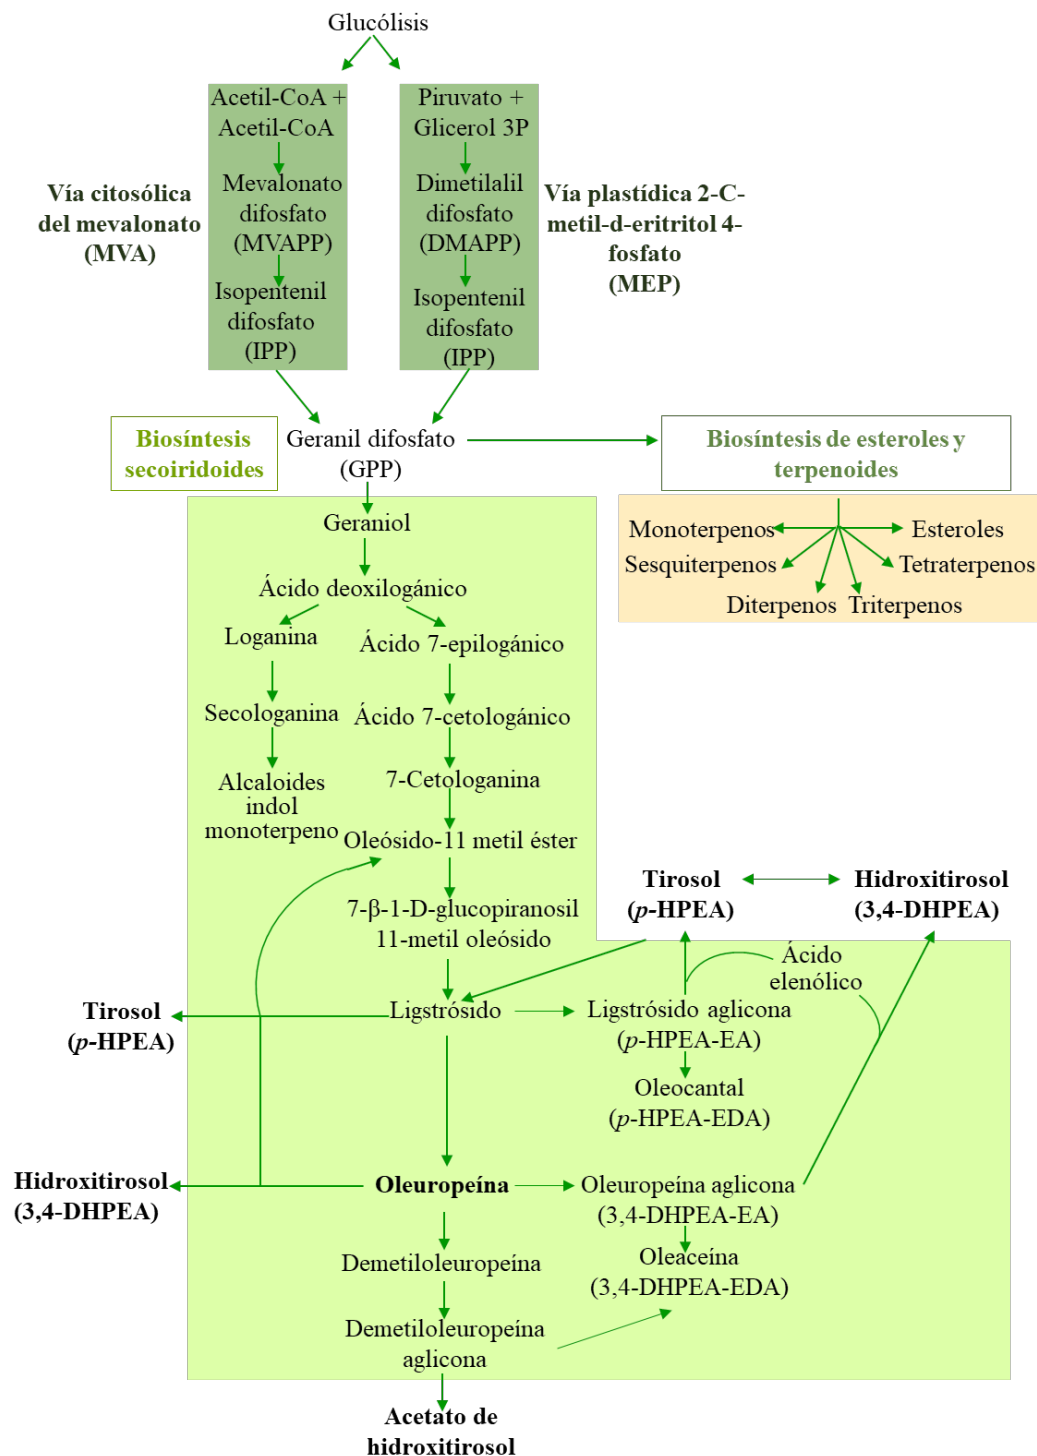 Glucólisis
Acetil-CoA +
Acetil-CoA
Mevalonato
difosfato
(MVAPP)
Isopentenil
difosfato
(IPP)
Piruvato +
Glicerol 3P
Dimetilalil
difosfato
(DMAPP)
Isopentenil
difosfato
(IPP)
Vía citosólica
del mevalonato
(MVA)
Vía plastídica 2-C-
metil-d-eritritol 4-
fosfato
(MEP)
Biosíntesis
secoiridoides
Geranil difosfato
(GPP)
Biosíntesis de esteroles y
terpenoides
Monoterpenos
Esteroles
Sesquiterpenos
Tetraterpenos
Diterpenos
Triterpenos
Geraniol
Ácido deoxilogánico
Loganina
Ácido 7-epilogánico
Secologanina
Ácido 7-cetologánico
Alcaloides
indol
monoterpeno
7-Cetologanina
Oleósido-11 metil éster
7-β-1-D-glucopiranosil
11-metil oleósido
Tirosol
(p-HPEA)
Hidroxitirosol
(3,4-DHPEA)
Ácido
elenólico
Tirosol
(p-HPEA)
Ligstrósido
Ligstrósido aglicona
(p-HPEA-EA)
Oleocantal
(p-HPEA-EDA)
Hidroxitirosol
(3,4-DHPEA)
Oleuropeína
Oleuropeína aglicona
(3,4-DHPEA-EA)
Demetiloleuropeína
Oleaceína
(3,4-DHPEA-EDA)
Demetiloleuropeína
aglicona
Acetato de
hidroxitirosol